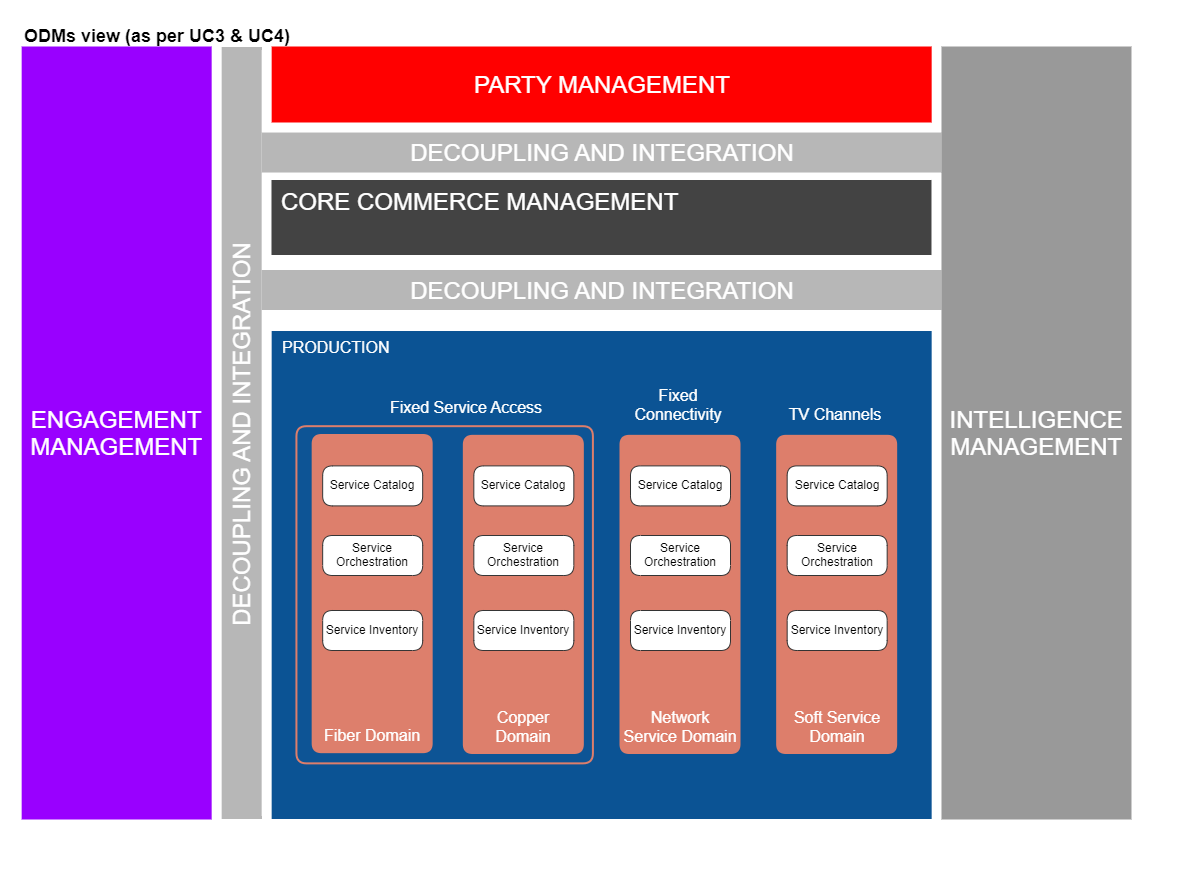 ODMs view (as per UC3 & UC4)
PARTY MANAGEMENT
DECOUPLING AND INTEGRATION
CORE COMMERCE MANAGEMENT
DECOUPLING AND INTEGRATION
ENGAGEMENT
MANAGEMENT
DECOUPLING AND INTEGRATION
INTELLIGENCE
MANAGEMENT
PRODUCTION
Fixed Service Access
Fixed
Connectivity
TV Channels
Service Catalog
Service
Orchestration
Service Inventory
Fiber Domain
Service Catalog
Service
Orchestration
Service Inventory
Copper
Domain
Service Catalog
Service
Orchestration
Service Inventory
Network
Service Domain
Service Catalog
Service
Orchestration
Service Inventory
Soft Service
Domain